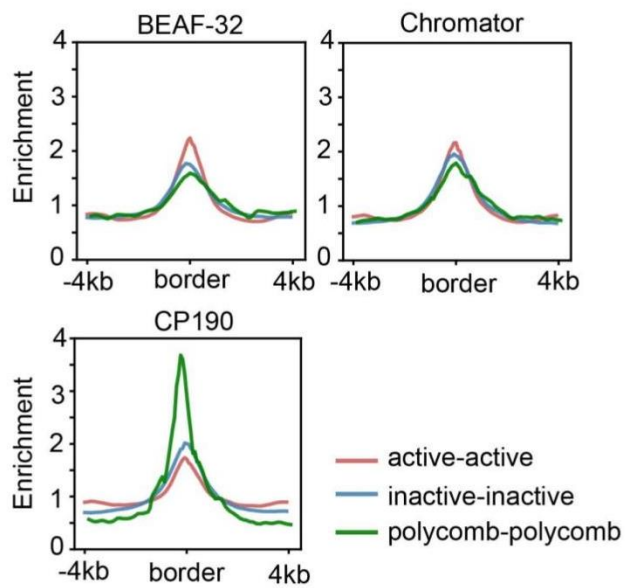 BEAF-32
Chromator
Enrichment
4
3
2
1
0
-4kb
border
4kb
4
3
2
1
0
-4kb
border
4kb
CP190
Enrichment
4
3
2
1
0
-4kb
border
4kb
active-active
inactive-inactive
polycomb-polycomb